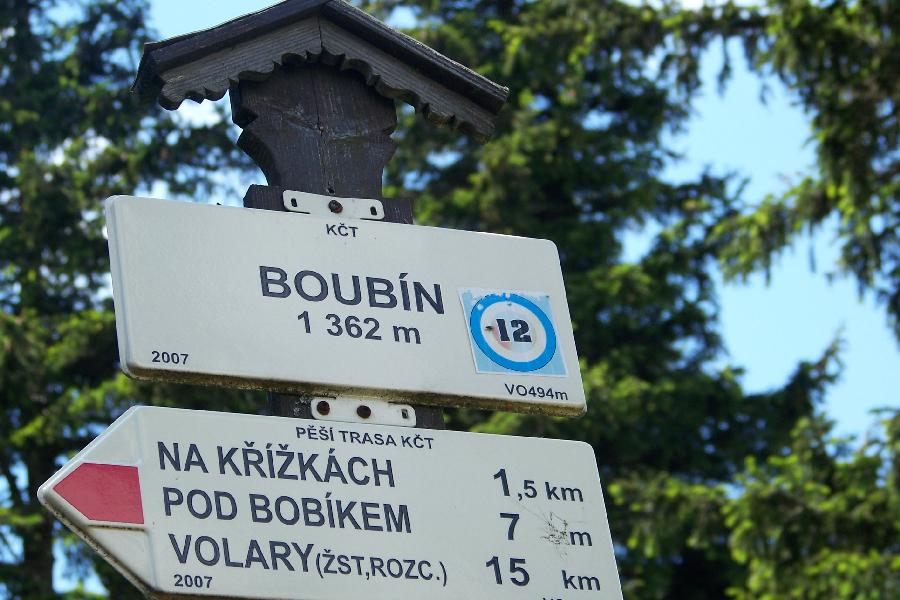 KČT
BOUBÍN
1 362 m
12
2007
VO494m
PĚŠÍ TRASA KČT
NA KŘÍŽKÁCH 1,5 km
POD BOBÍKEM 7 m
VOLARY(ŽST,ROZC.) 15 km
2007